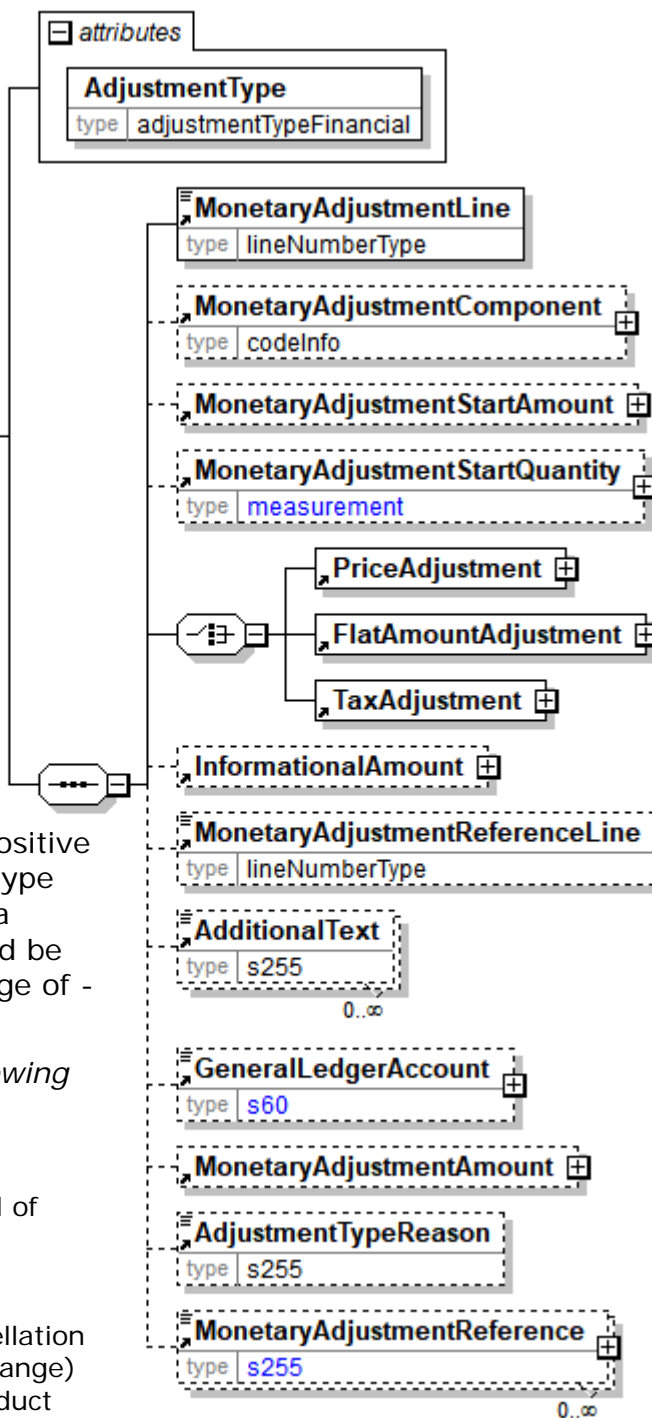 attributes
AdjustmentType
type adjustmentTypeFinancial
MonetaryAdjustmentLine
type lineNumberType
MonetaryAdjustmentComponent
type codeInfo
MonetaryAdjustmentStartAmount
MonetaryAdjustmentStartQuantity
type measurement
PriceAdjustment
FlatAmountAdjustment
TaxAdjustment
InformationalAmount
MonetaryAdjustmentReferenceLine
type lineNumberType
AdditionalText
type s255
0..∞
GeneralLedgerAccount
type s60
MonetaryAdjustmentAmount
AdjustmentTypeReason
type s255
MonetaryAdjustmentReference
type s255
0..∞
ositive
ype
a
d be
ge of -
wing
l of
ellation
ange)
duct